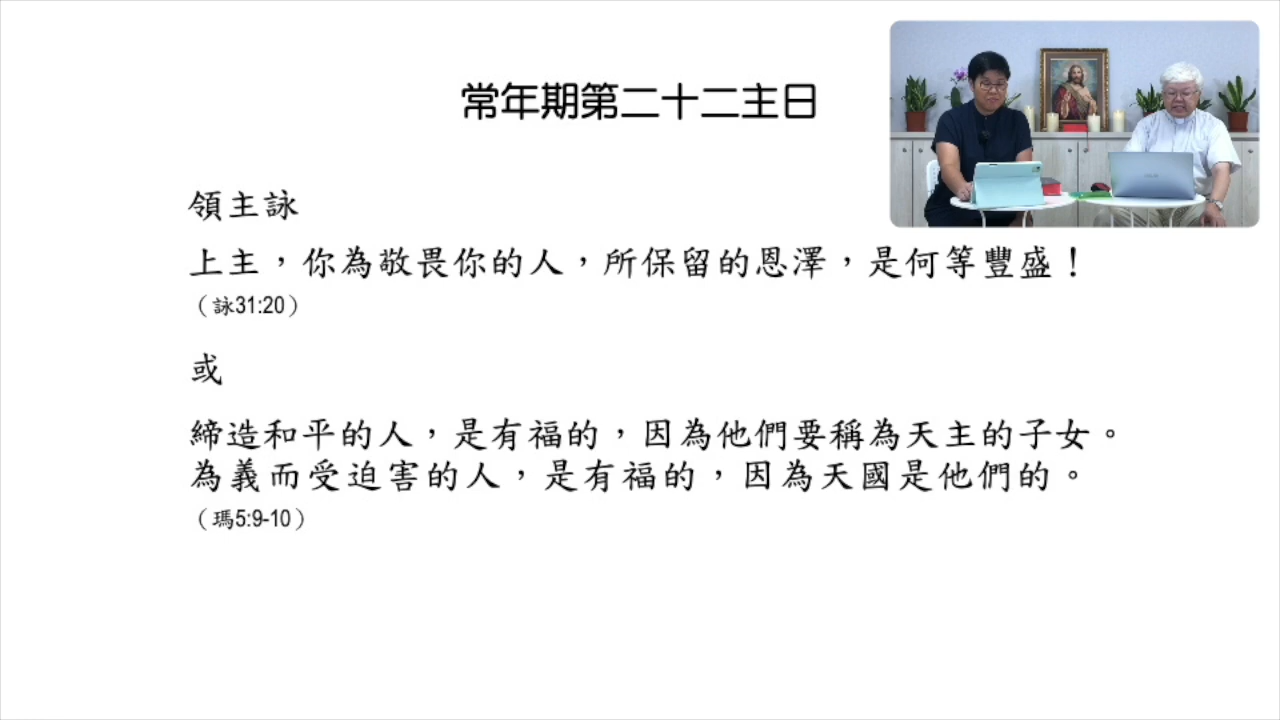 常年期第二十二主日
領主詠
上主，你為敬畏你的人，所保留的恩澤，是何等豐盛！
（詠31:20）
或
締造和平的人，是有福的，因為他們要稱為天主的子女。
為義而受迫害的人，是有福的，因為天國是他們的。
（瑪5:9-10）